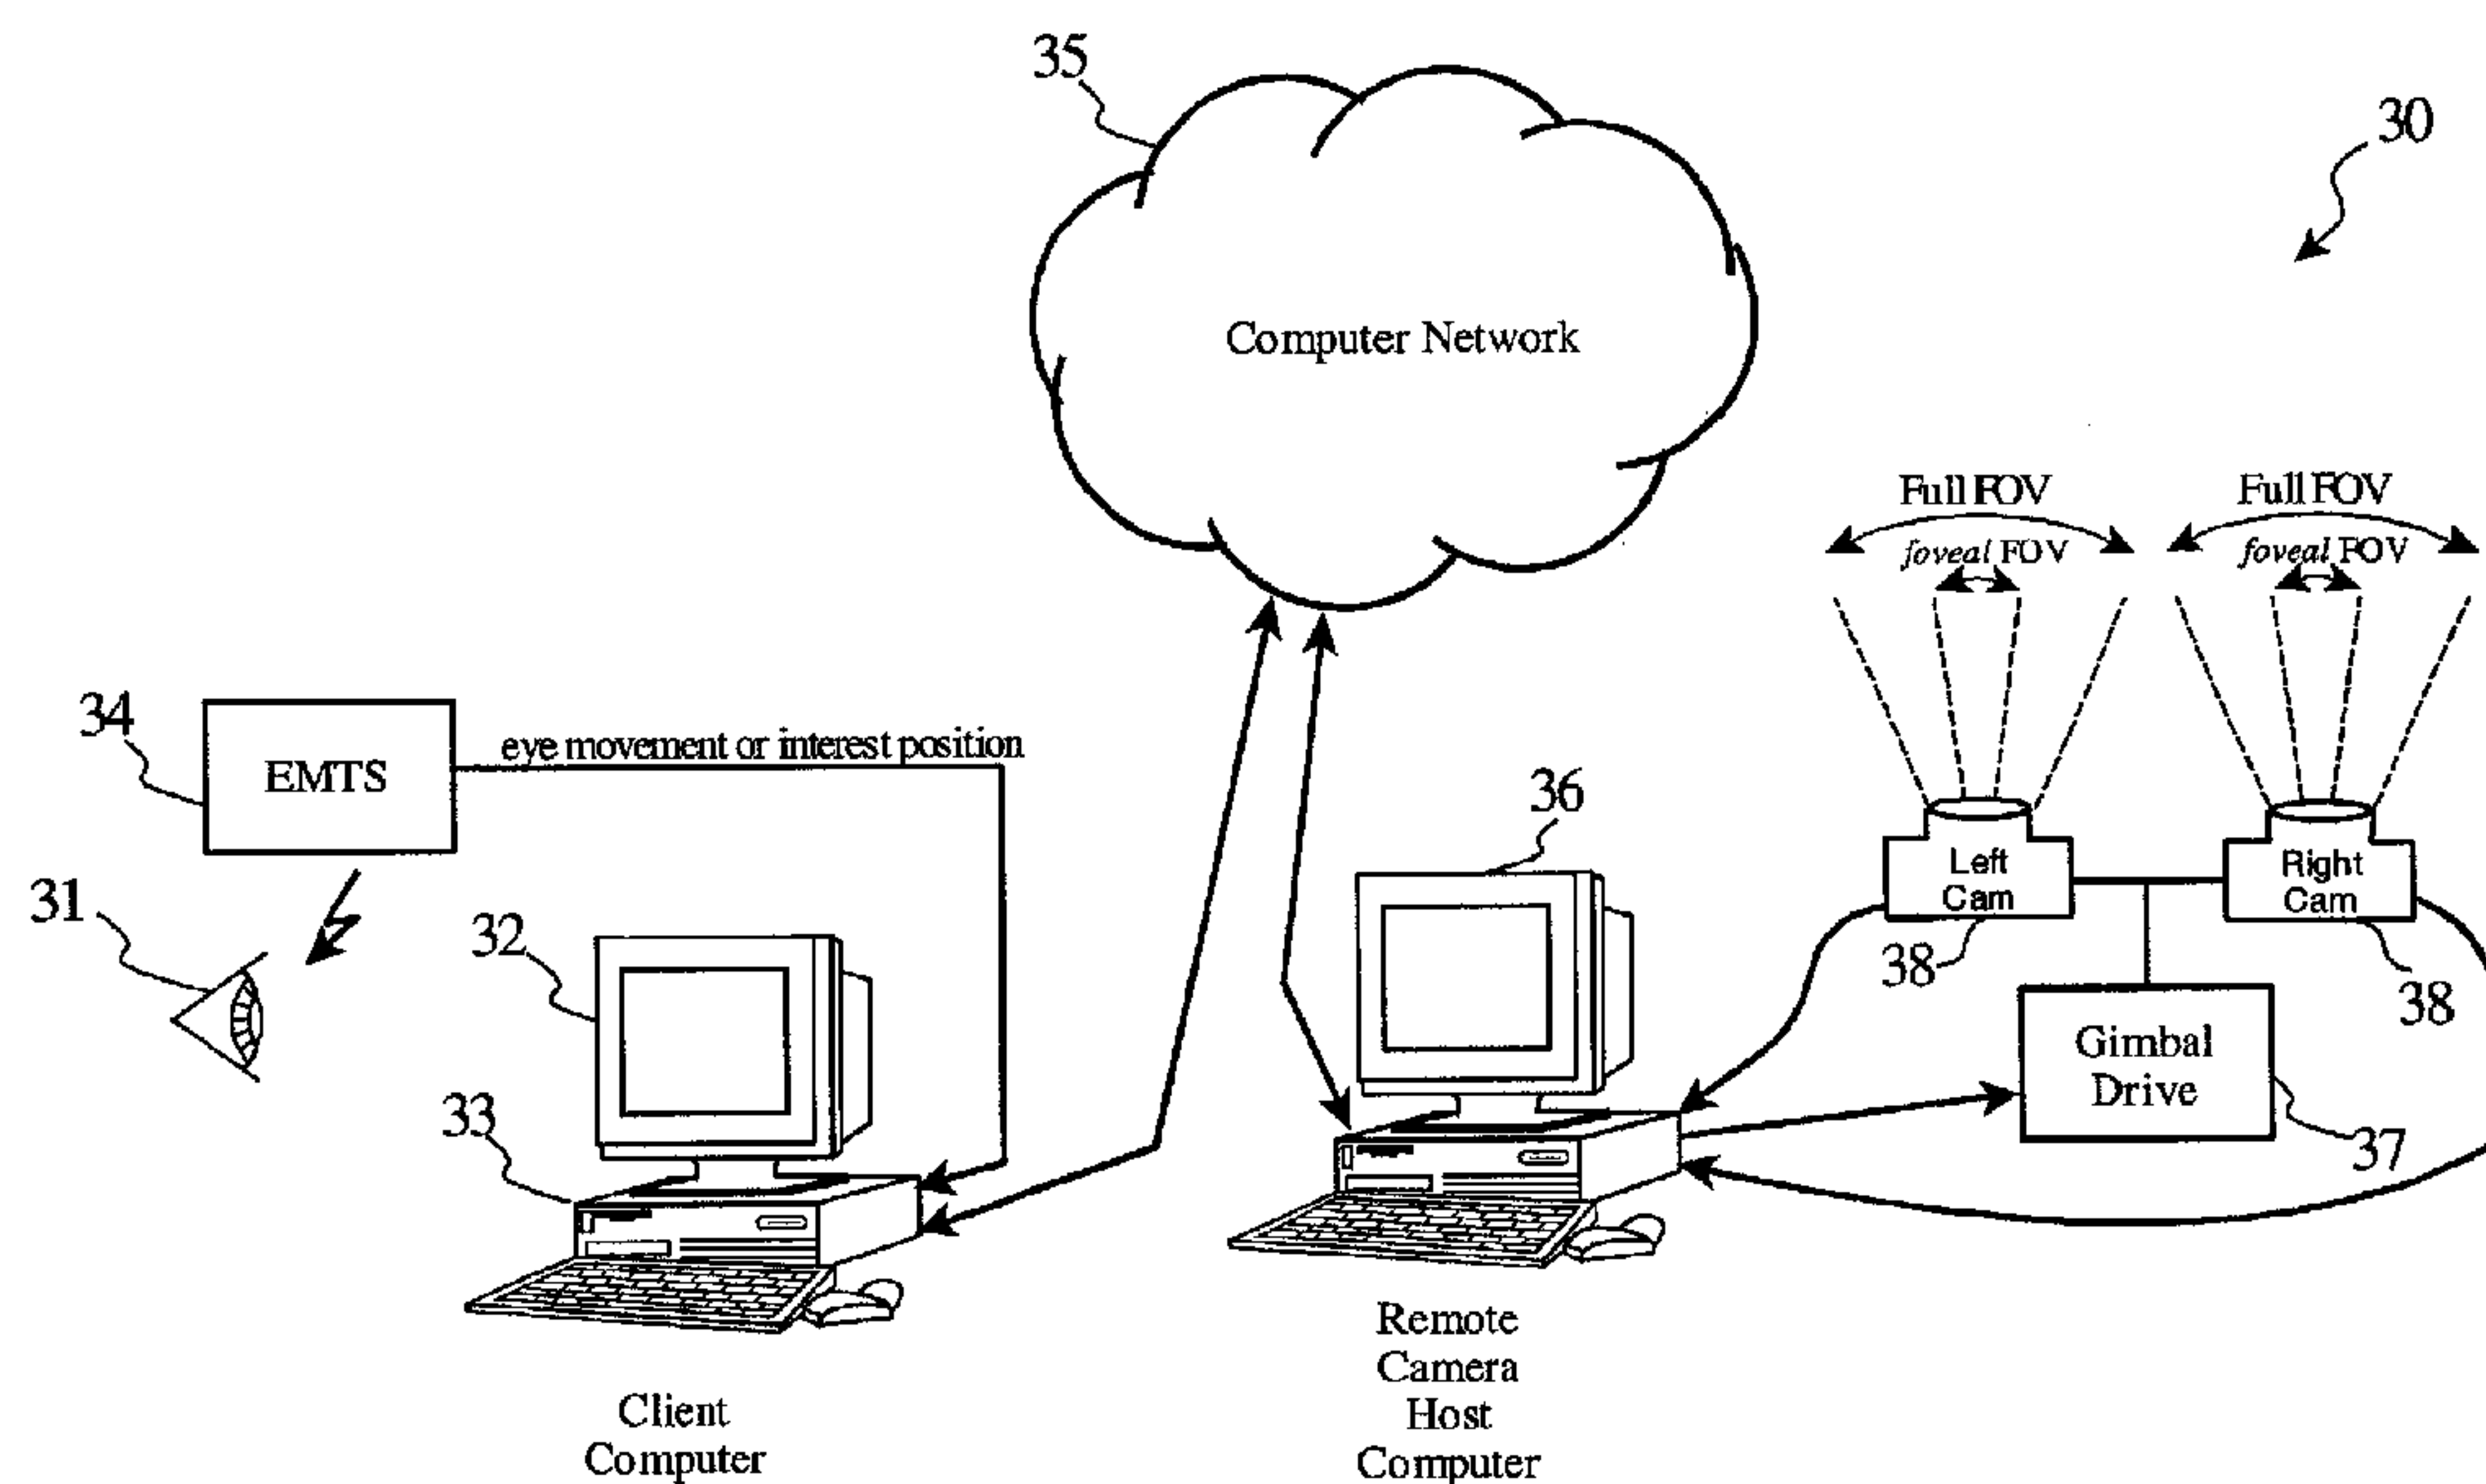 35
30
Computer Network
Full FOV
Full FOV
foveal FOV
foveal FOV
34
EMTS
eye movement or interest position
36
Left
Cam
Right
Cam
31
32
38
38
Gimbal
Drive
33
37
Remote
Camera
Host
Computer
Client
Computer